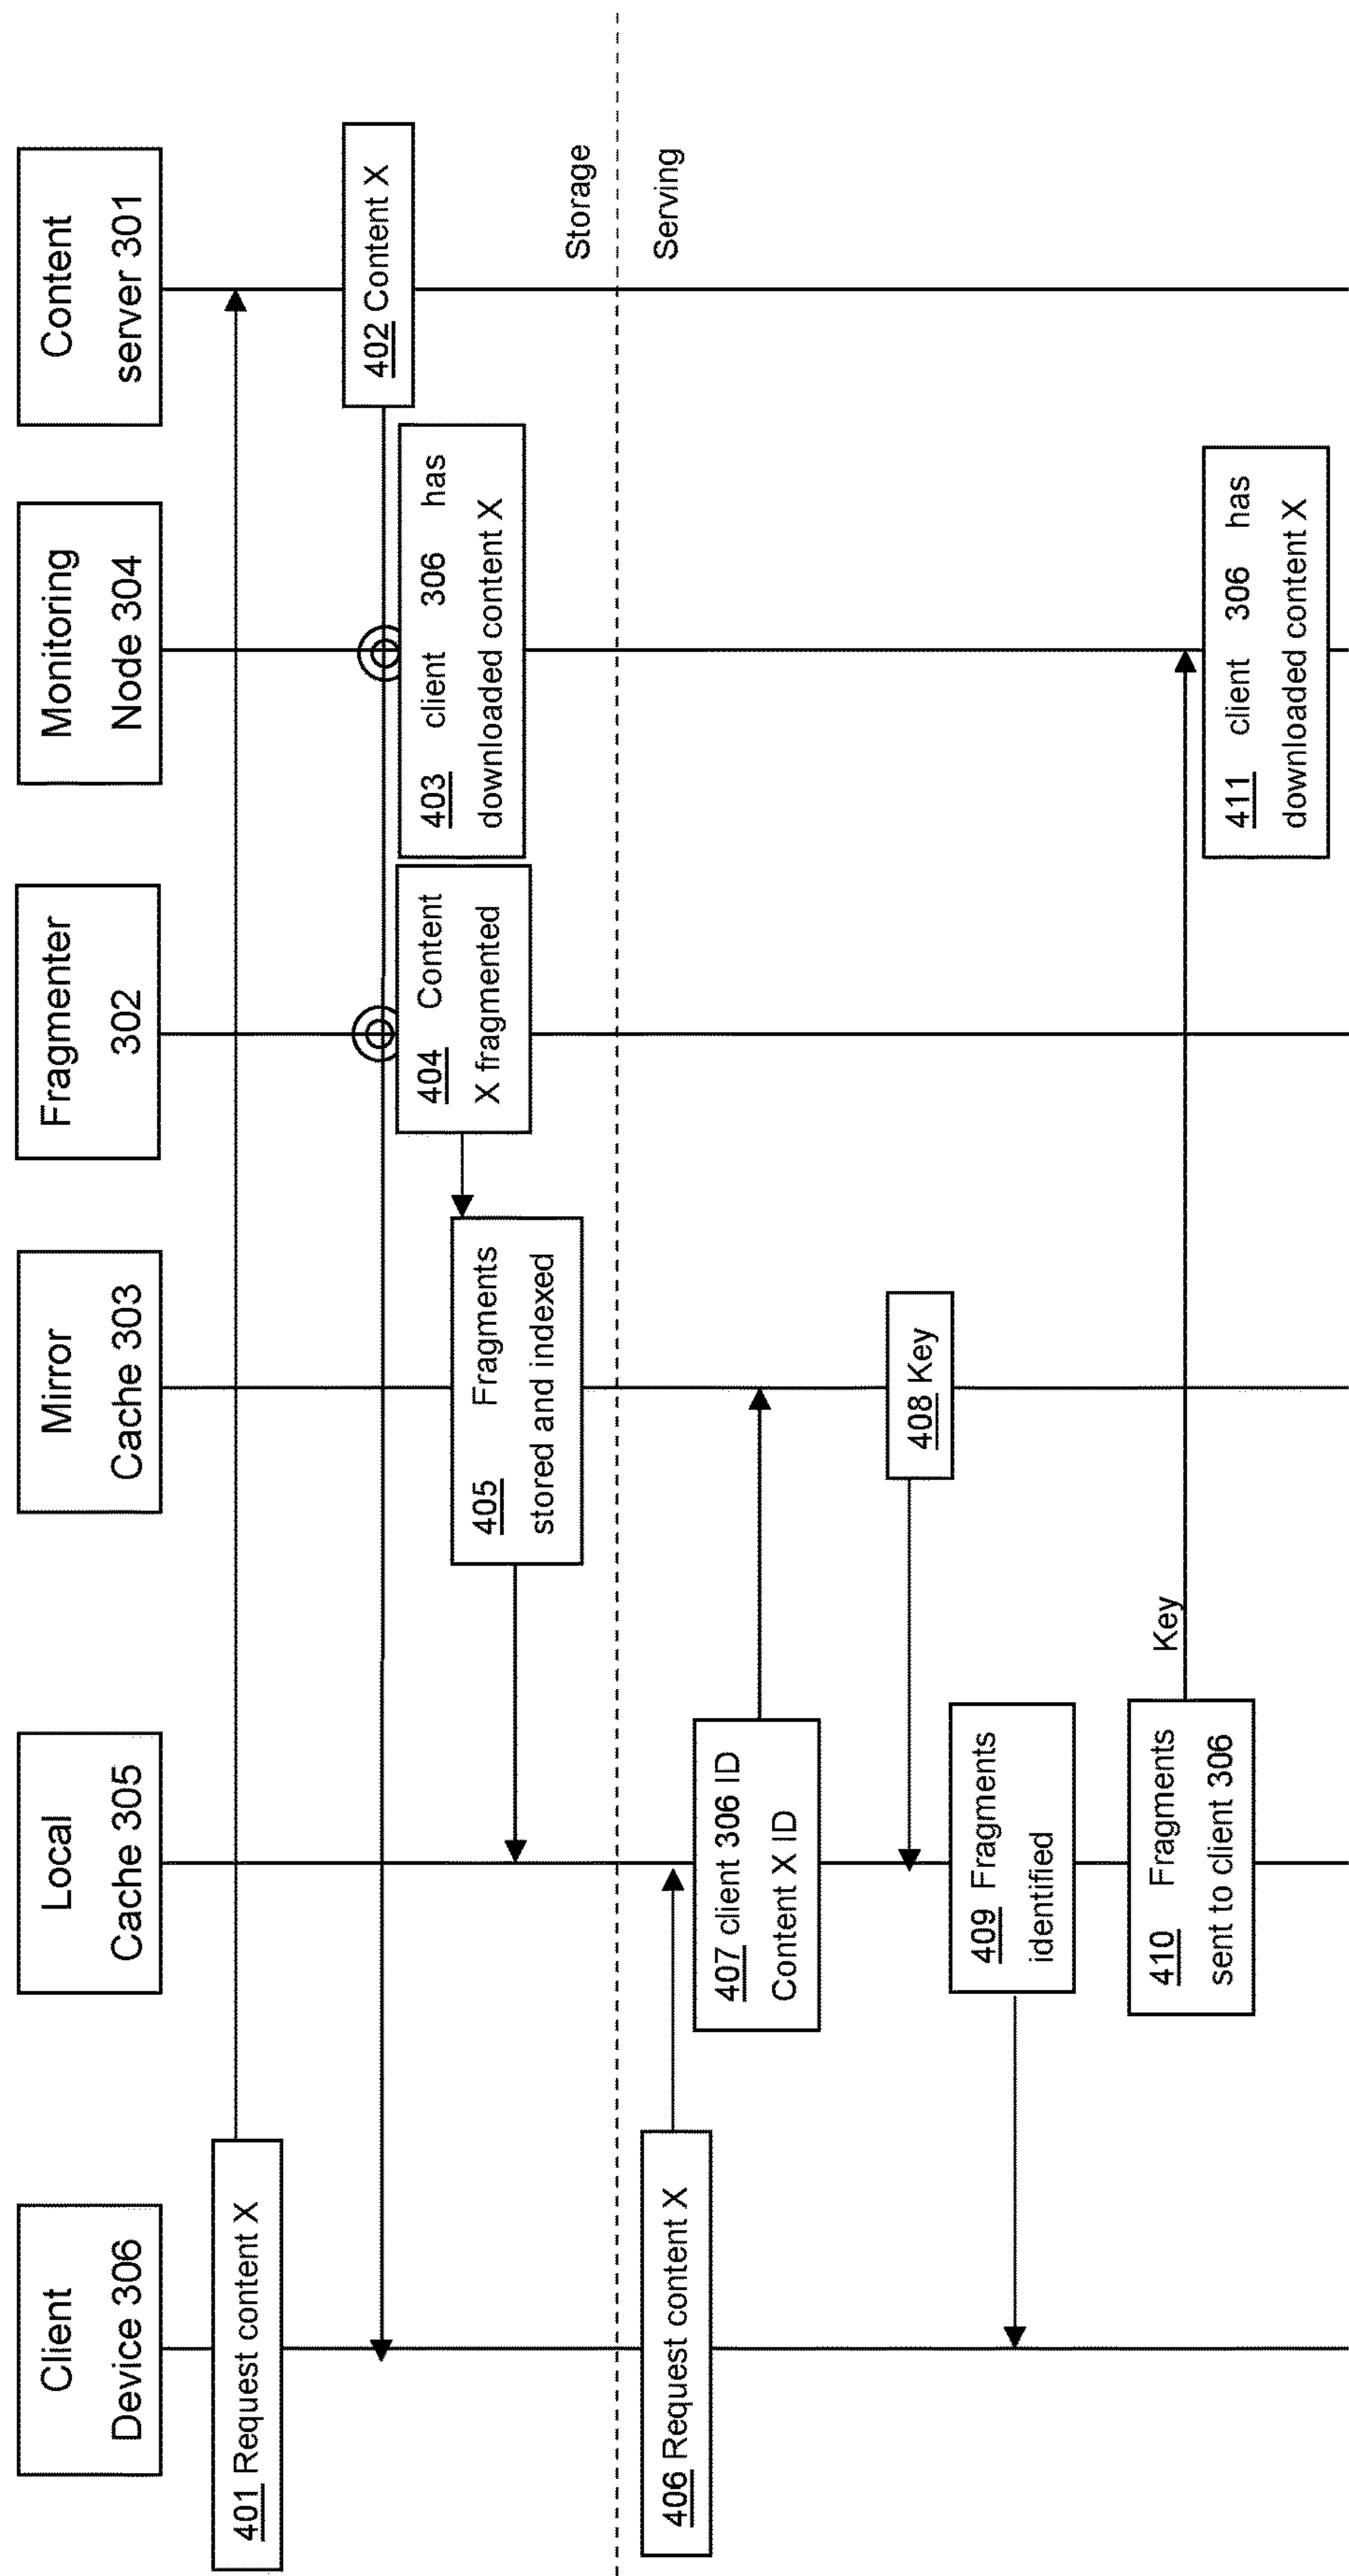 Client
Device 306
Local
Cache 305
Mirror
Cache 303
Fragmenter
302
Monitoring
Node 304
Content
server 301
401 Request content X
402 Content X
403 client 306 has
downloaded content X
404 Content
X fragmented
405 Fragments
stored and indexed
Storage
Serving
406 Request content X
407 client 306 ID
Content X ID
408 Key
409 Fragments
identified
410 Fragments
sent to client 306
Key
411 client 306 has
downloaded content X